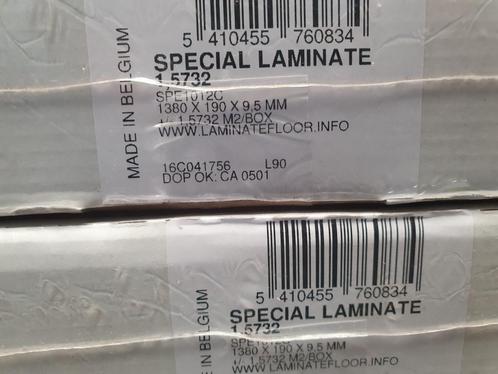 5 410455 760834
MADE IN BELGIUM
SPECIAL LAMINATE
1,5732
SPE1012C
1380 X 190 X 9,5 MM
+/- 1,5732 M2/BOX
WWW.LAMINATEFLOOR.INFO
16C041756 L90
DOP OK: CA 0501
5 410455 760834
E IN BELGIUM
SPECIAL LAMINATE
1,5732
1380 X 190 X 9,5 MM
+/- 1,5732 M2/BOX
WWW.LAMINATEFLOOR.INFO